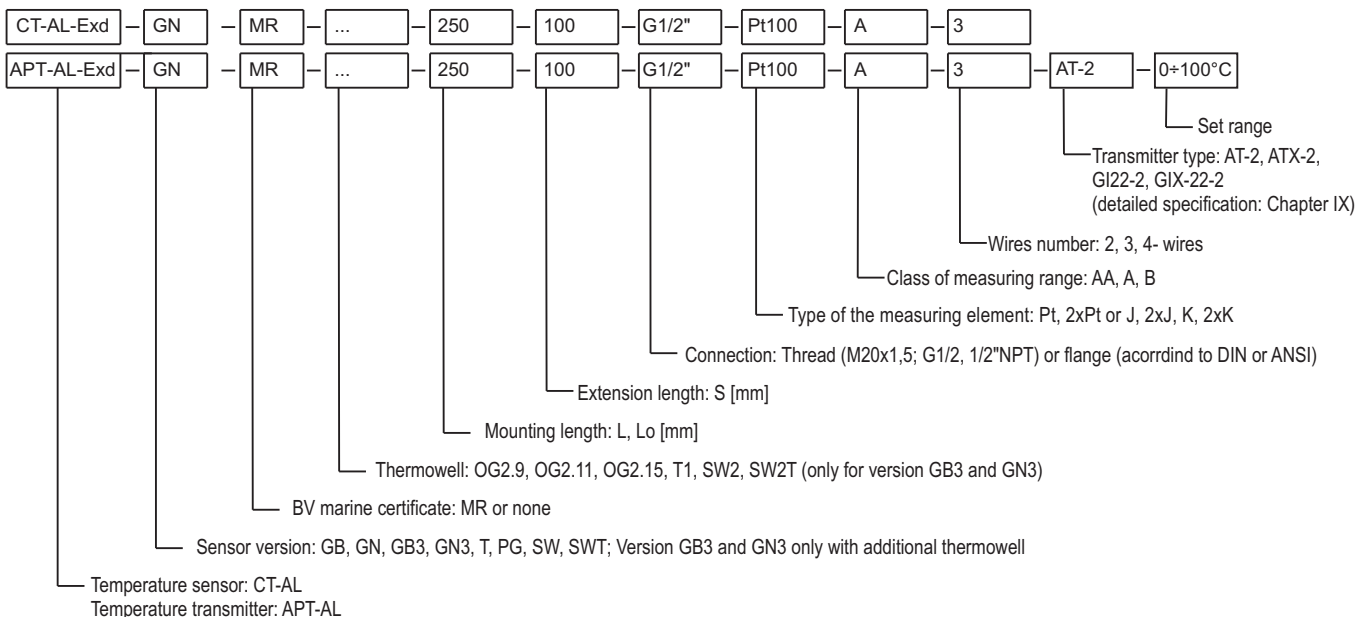 CT-AL-Exd – GN – MR – ... – 250 – 100 – G1/2" – Pt100 – A – 3
APT-AL-Exd – GN – MR – ... – 250 – 100 – G1/2" – Pt100 – A – 3 – AT-2 – 0÷100°C
Set range
Transmitter type: AT-2, ATX-2,
GI22-2, GIX-22-2
(detailed specification: Chapter IX)
Wires number: 2, 3, 4- wires
Class of measuring range: AA, A, B
Type of the measuring element: Pt, 2xPt or J, 2xJ, K, 2xK
Connection: Thread (M20x1,5; G1/2, 1/2"NPT) or flange (acorrdind to DIN or ANSI)
Extension length: S [mm]
Mounting length: L, Lo [mm]
Thermowell: OG2.9, OG2.11, OG2.15, T1, SW2, SW2T (only for version GB3 and GN3)
BV marine certificate: MR or none
Sensor version: GB, GN, GB3, GN3, T, PG, SW, SWT; Version GB3 and GN3 only with additional thermowell
Temperature sensor: CT-AL
Temperature transmitter: APT-AL